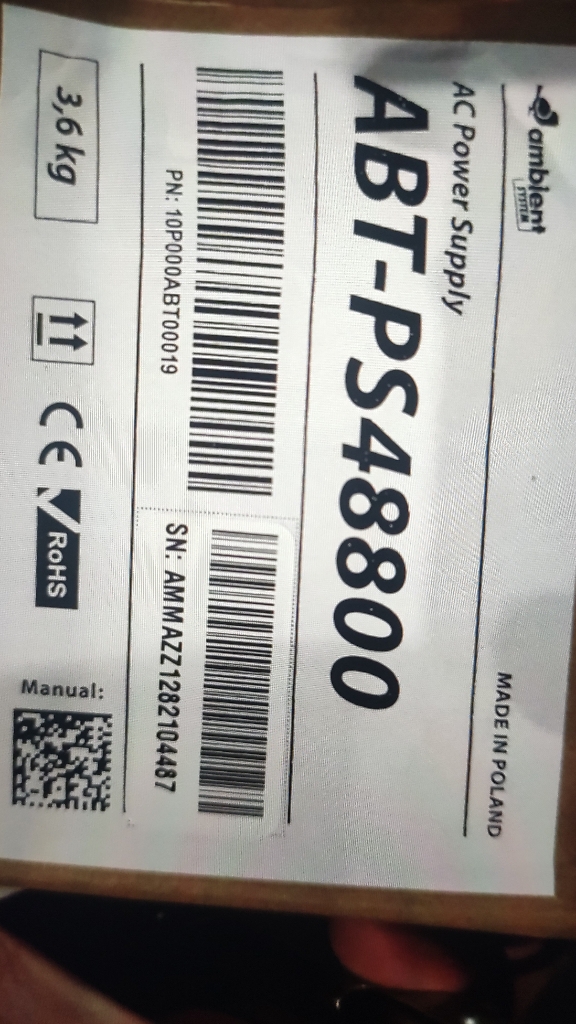 ambient
SYSTEM
MADE IN POLAND
AC Power Supply
ABT-PS48800
PN: 10P000ABT00019
SN: AMMAZZ1282104487
3,6 kg
CE
RoHS
Manual: